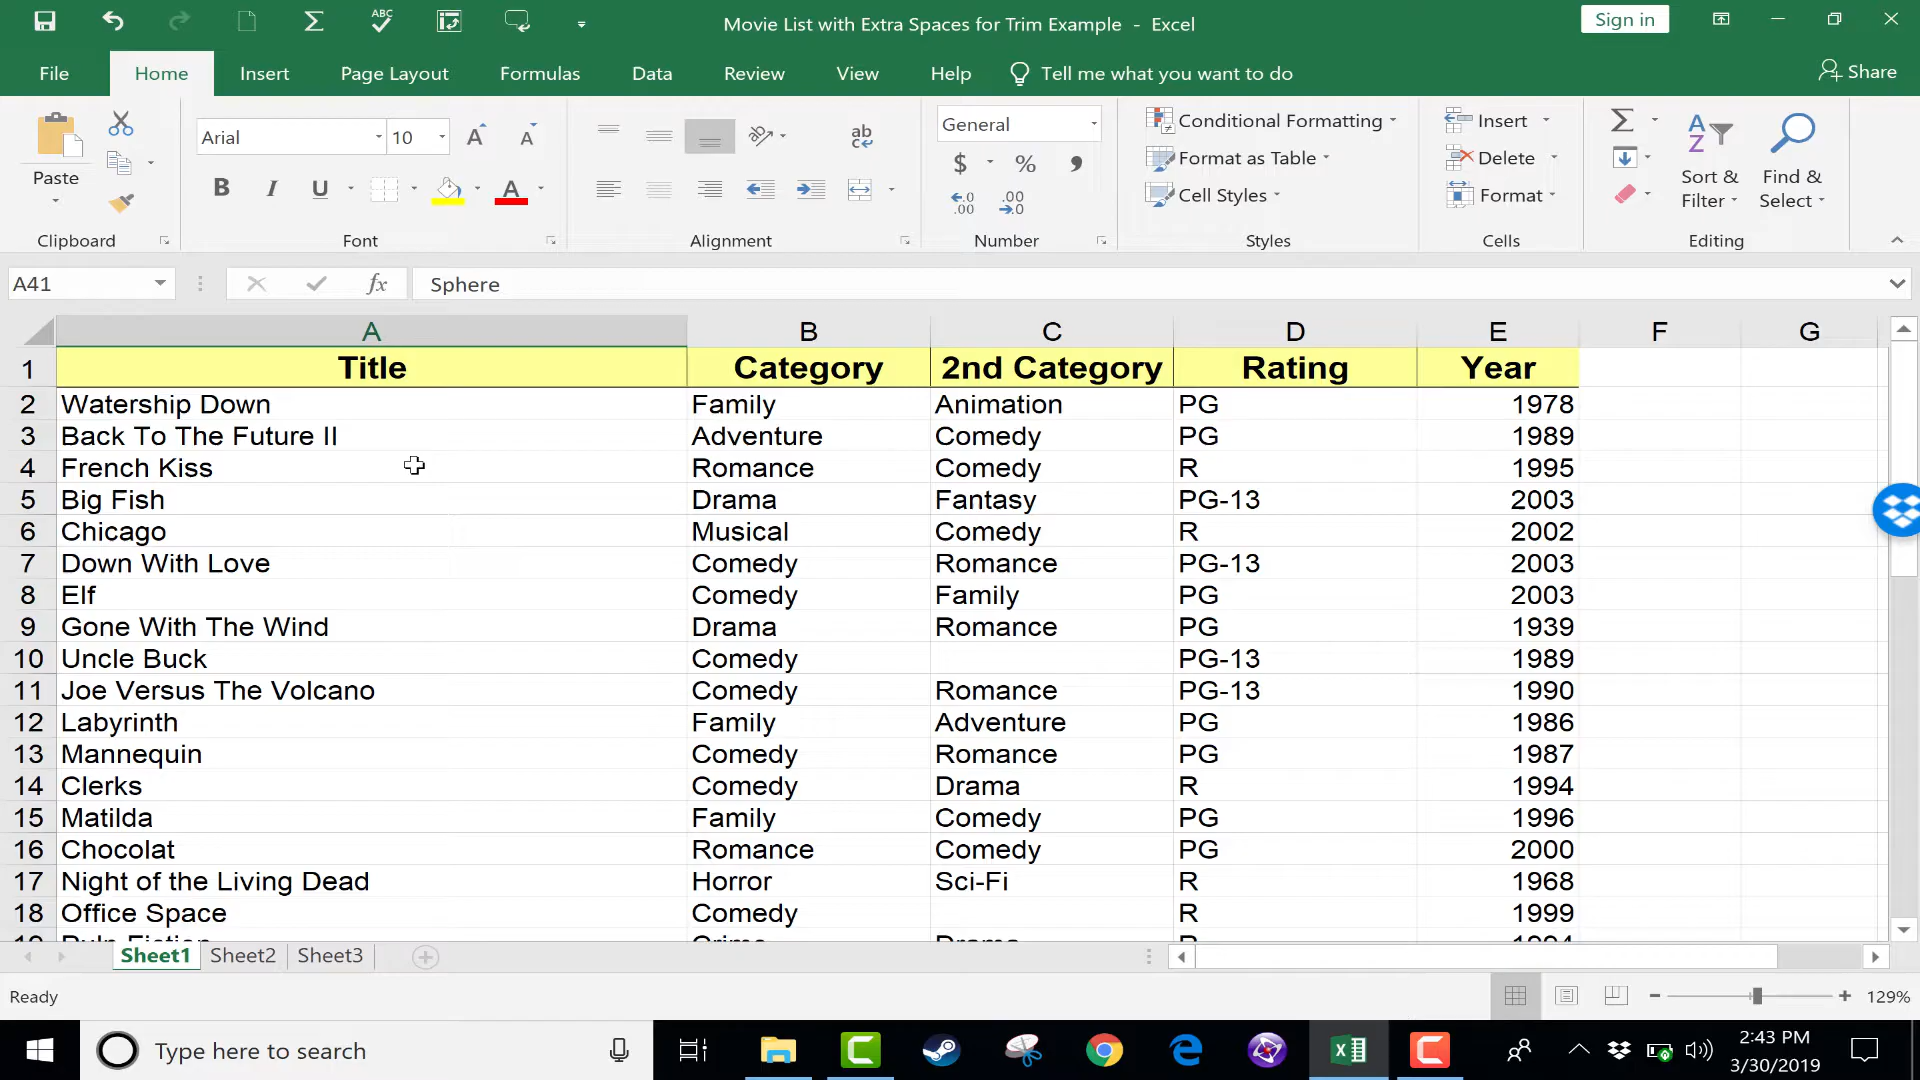 ABC
Movie List with Extra Spaces for Trim Example - Excel
Sign in
File Home Insert Page Layout Formulas Data Review View Help Tell me what you want to do Share
Paste
Clipboard
Arial 10
B I U A
Font
ab
Alignment
General
$ % ,
Number
Conditional Formatting
Format as Table
Cell Styles
Styles
Insert
Delete
Format
Cells
Sort & Filter
Find & Select
Editing
A41 fx Sphere
A B C D E F G
1 Title Category 2nd Category Rating Year
2 Watership Down Family Animation PG 1978
3 Back To The Future II Adventure Comedy PG 1989
4 French Kiss Romance Comedy R 1995
5 Big Fish Drama Fantasy PG-13 2003
6 Chicago Musical Comedy R 2002
7 Down With Love Comedy Romance PG-13 2003
8 Elf Comedy Family PG 2003
9 Gone With The Wind Drama Romance PG 1939
10 Uncle Buck Comedy PG-13 1989
11 Joe Versus The Volcano Comedy Romance PG-13 1990
12 Labyrinth Family Adventure PG 1986
13 Mannequin Comedy Romance PG 1987
14 Clerks Comedy Drama R 1994
15 Matilda Family Comedy PG 1996
16 Chocolat Romance Comedy PG 2000
17 Night of the Living Dead Horror Sci-Fi R 1968
18 Office Space Comedy R 1999
19 Pulp Fiction Crime Drama R 1994
Sheet1 Sheet2 Sheet3
Ready 129%
Type here to search
2:43 PM
3/30/2019